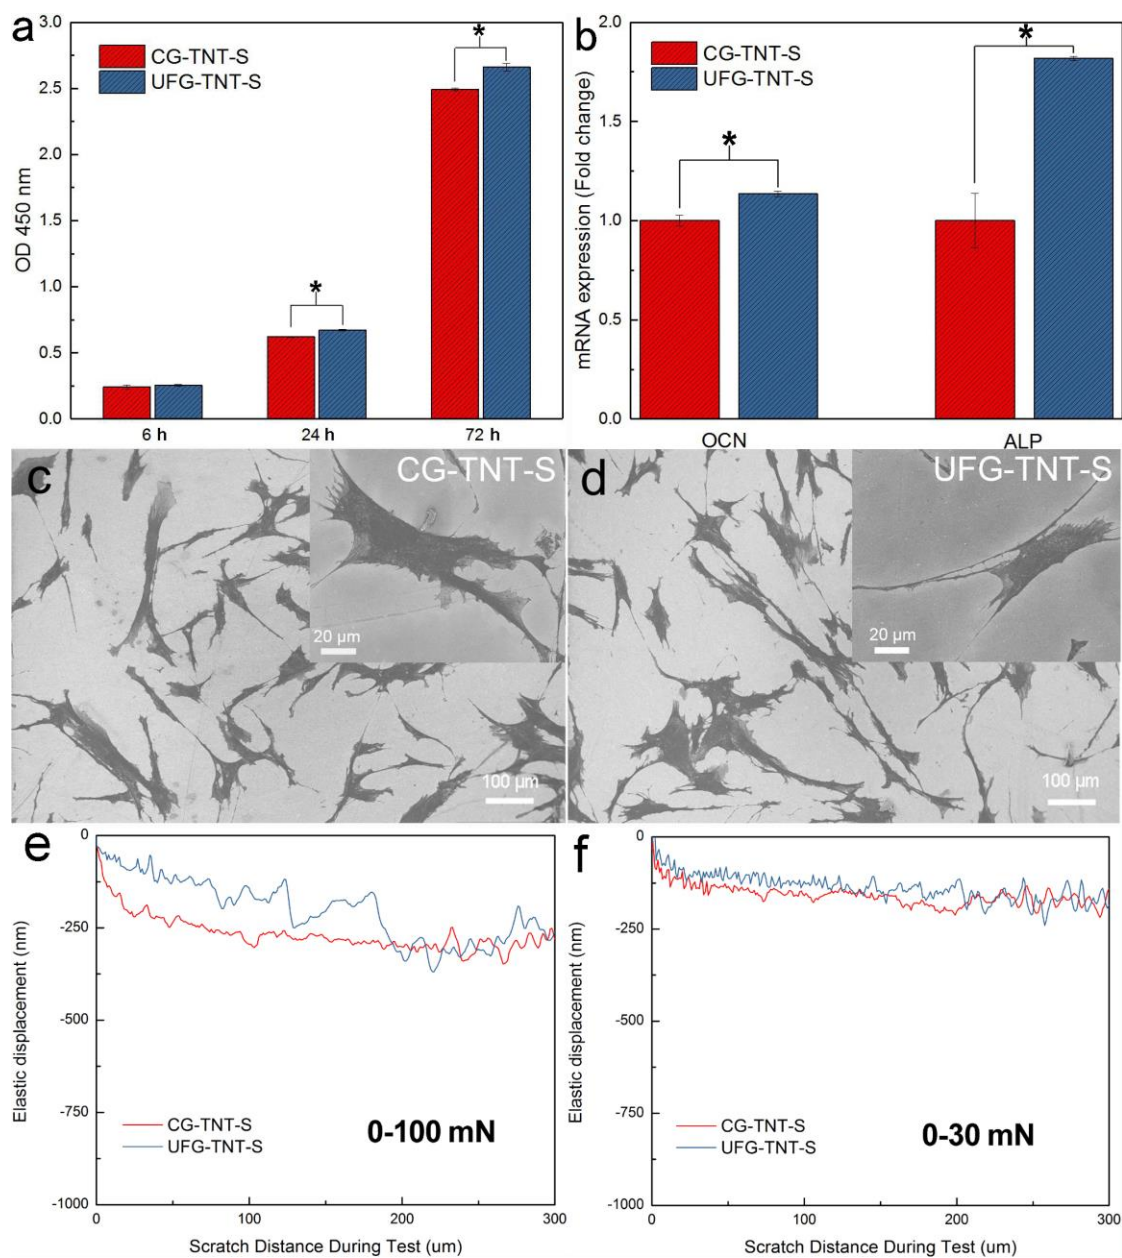 a
3.0
2.5
2.0
1.5
1.0
0.5
0.0
OD 450 nm
CG-TNT-S
UFG-TNT-S
*
*
6 h
24 h
72 h
b
2.0
1.5
1.0
0.5
0.0
mRNA expression (Fold change)
CG-TNT-S
UFG-TNT-S
*
*
OCN
ALP
c
CG-TNT-S
20 µm
100 µm
d
UFG-TNT-S
20 µm
100 µm
e
0
-250
-500
-750
-1000
Elastic displacement (nm)
CG-TNT-S
UFG-TNT-S
0-100 mN
0
100
200
300
Scratch Distance During Test (um)
f
0
-250
-500
-750
-1000
Elastic displacement (nm)
CG-TNT-S
UFG-TNT-S
0-30 mN
0
100
200
300
Scratch Distance During Test (um)